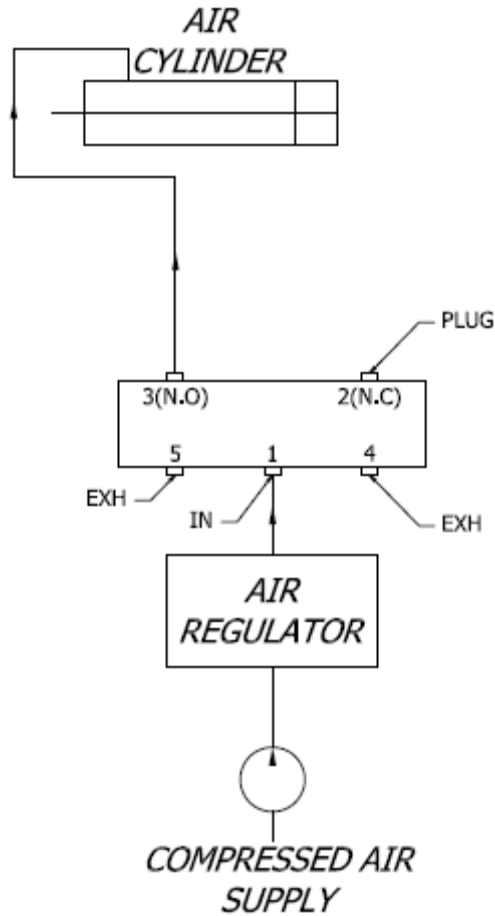 AIR
CYLINDER
PLUG
3(N.O) 2(N.C)
5 1 4
EXH
IN
EXH
AIR
REGULATOR
COMPRESSED AIR
SUPPLY